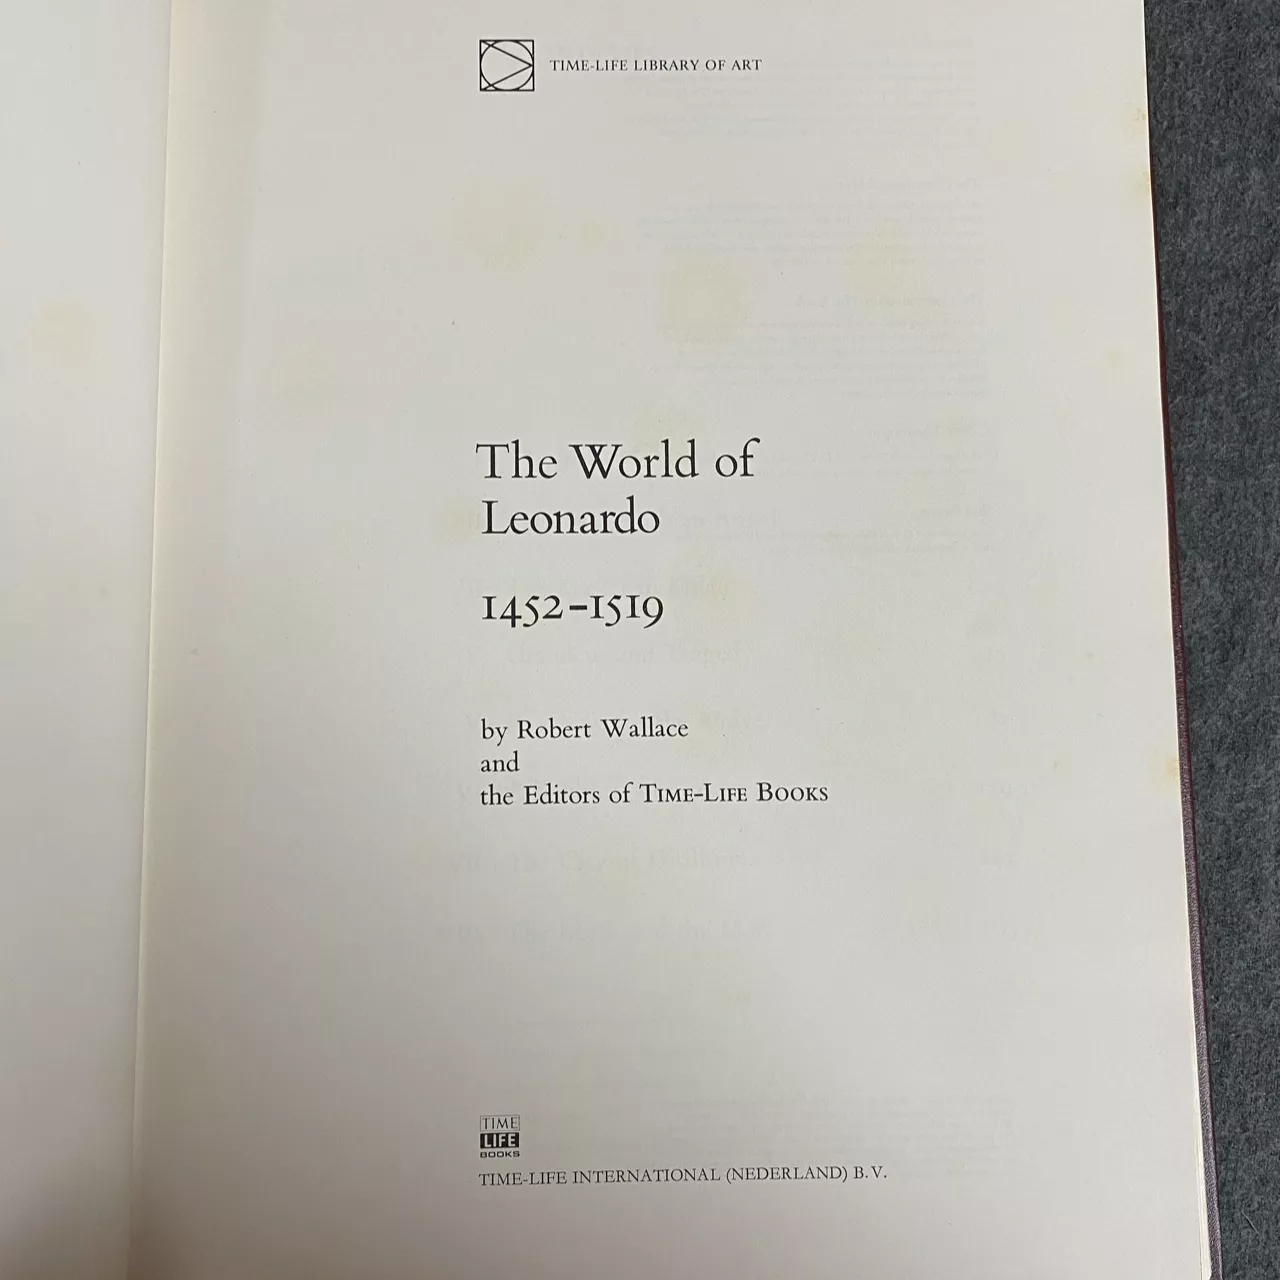 TIME-LIFE LIBRARY OF ART
The World of
Leonardo
1452–1519
by Robert Wallace
and
the Editors of TIME-LIFE BOOKS
TIME
LIFE
BOOKS
TIME-LIFE INTERNATIONAL (NEDERLAND) B.V.